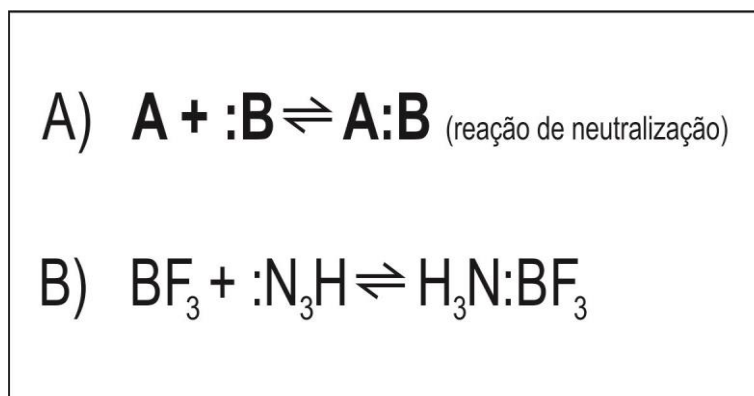 A) A + :B ⇌ A:B (reação de neutralização)
B) BF₃ + :N₃H ⇌ H₃N:BF₃